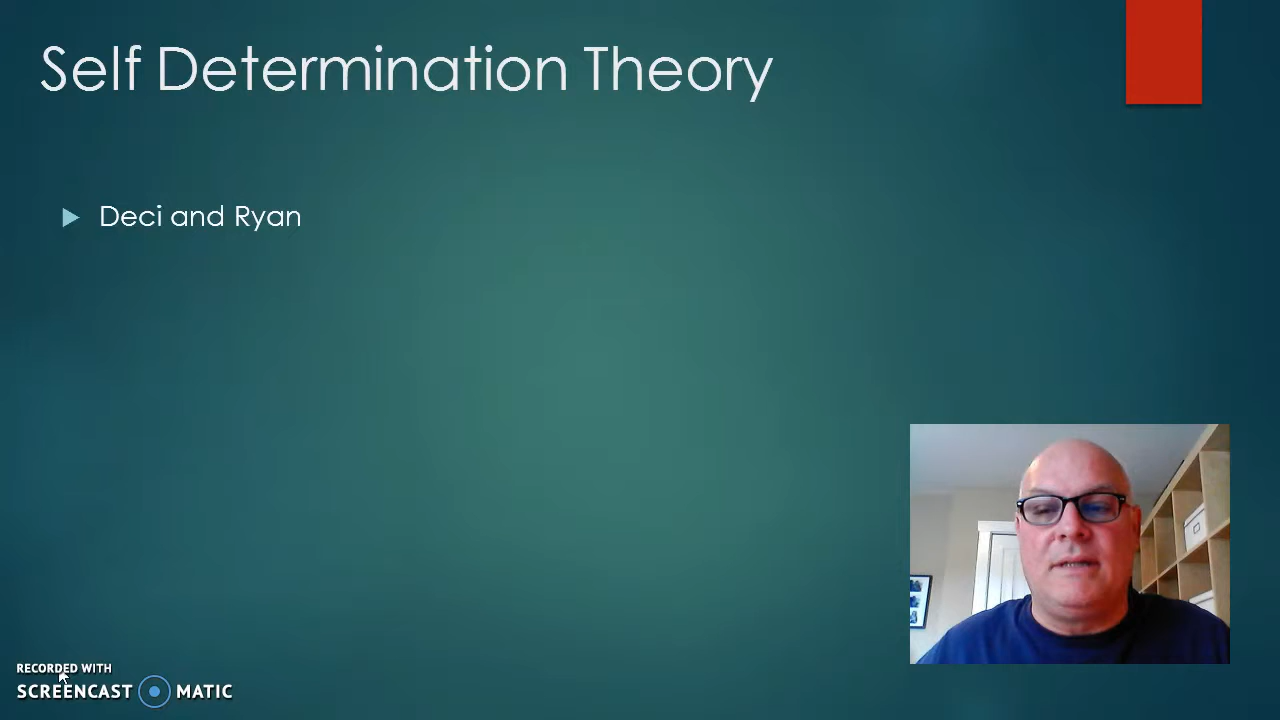 Self Determination Theory
Deci and Ryan
RECORDED WITH
SCREENCAST MATIC